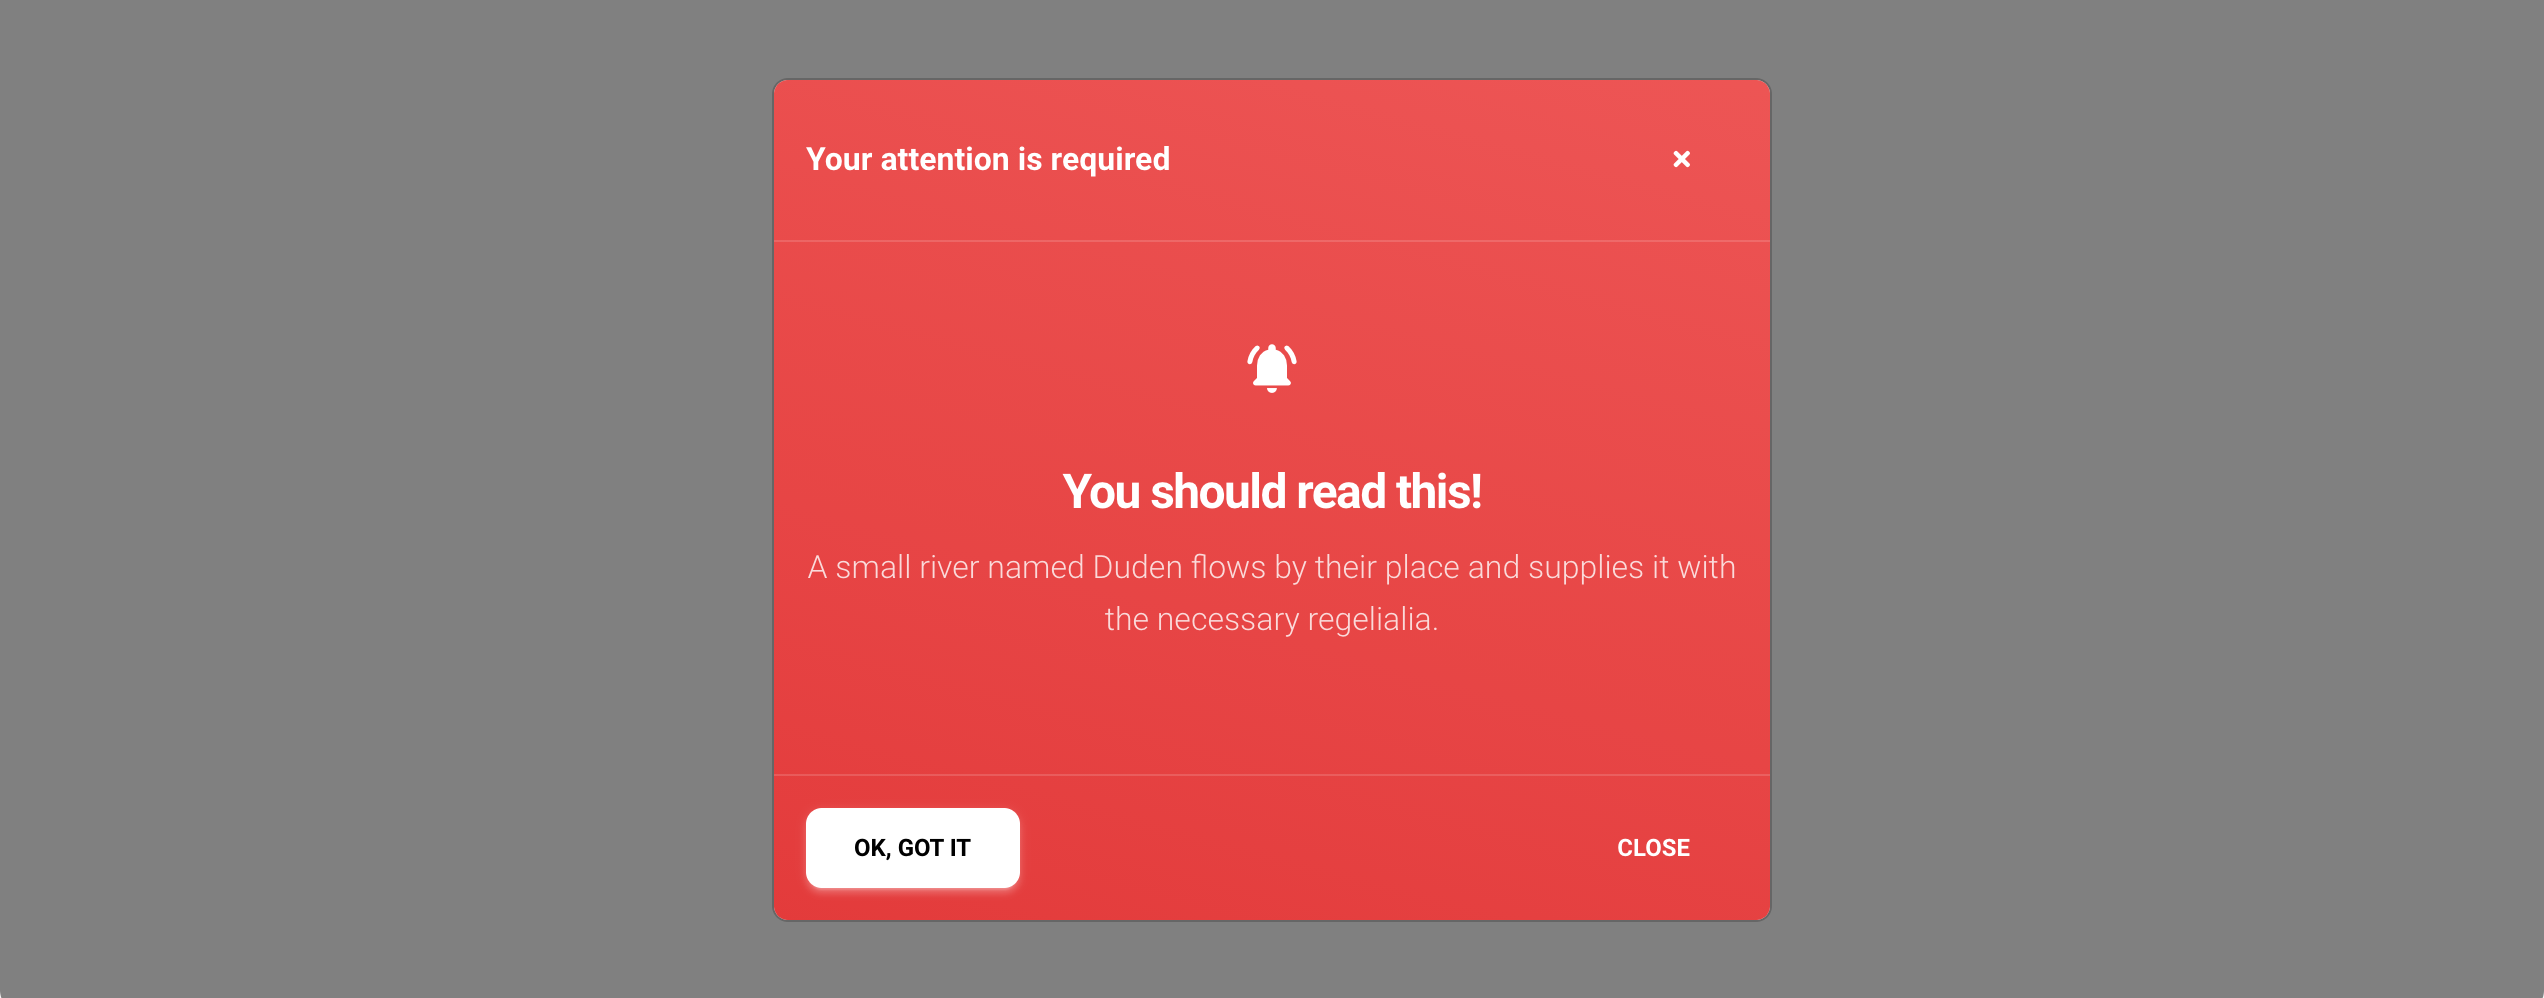 Your attention is required
You should read this!
A small river named Duden flows by their place and supplies it with
the necessary regelialia.
OK, GOT IT
CLOSE